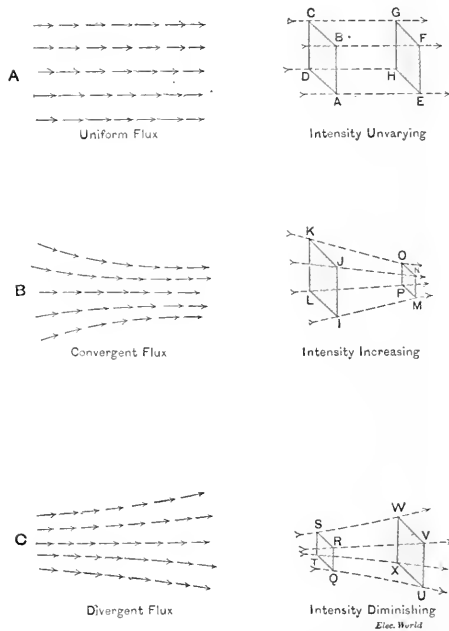 C G
B F
A
D H
A E
Uniform Flux Intensity Unvarying
K
J O
N
B
L P
M
I
Convergent Flux Intensity Increasing
W
S
R V
C
T X
Q
U
Divergent Flux Intensity Diminishing
Elec. World